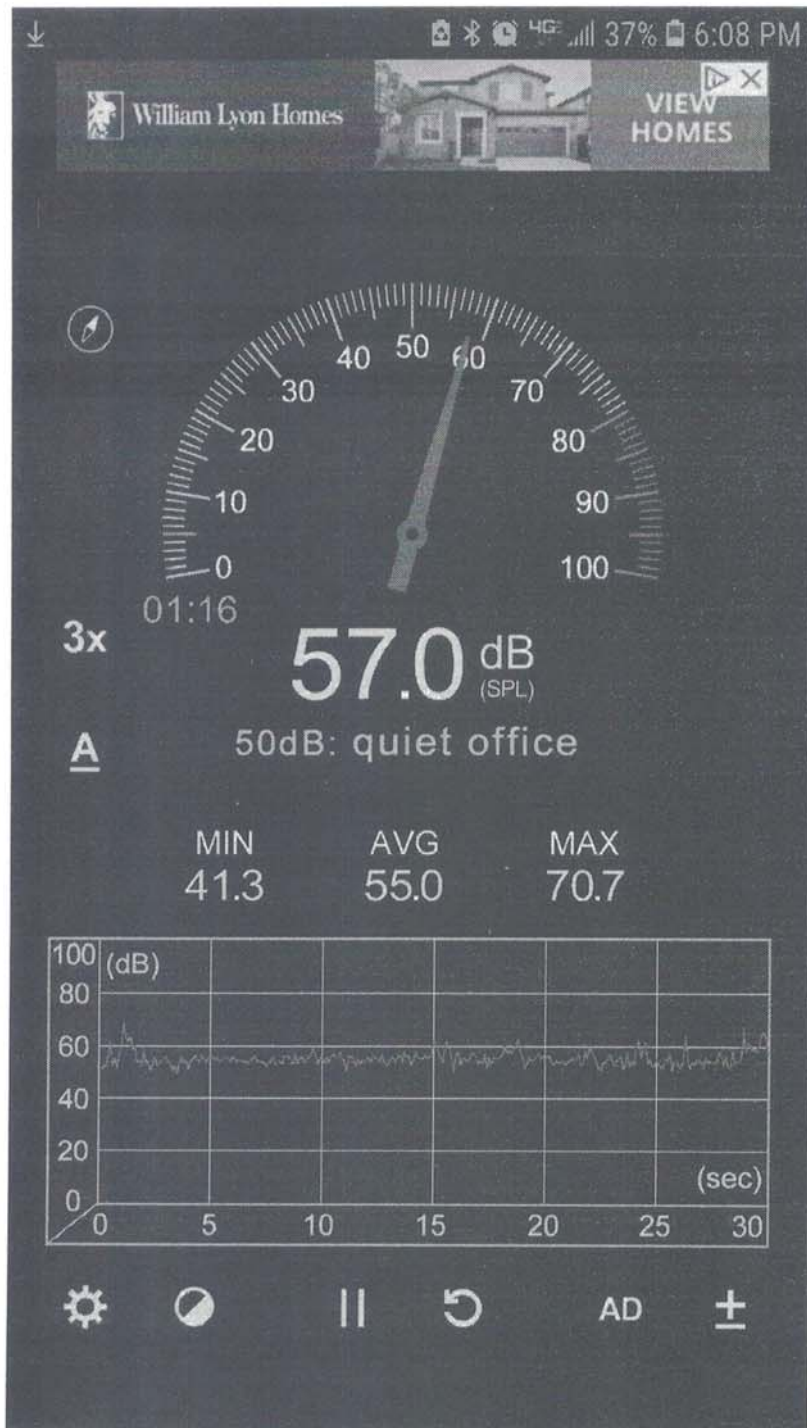 4G 37% 6:08 PM
William Lyon Homes
VIEW
HOMES
0 10 20 30 40 50 60 70 80 90 100
01:16
3x
57.0 dB
(SPL)
A
50dB: quiet office
MIN AVG MAX
41.3 55.0 70.7
100 (dB)
80
60
40
20
(sec)
0
0 5 10 15 20 25 30
AD ±